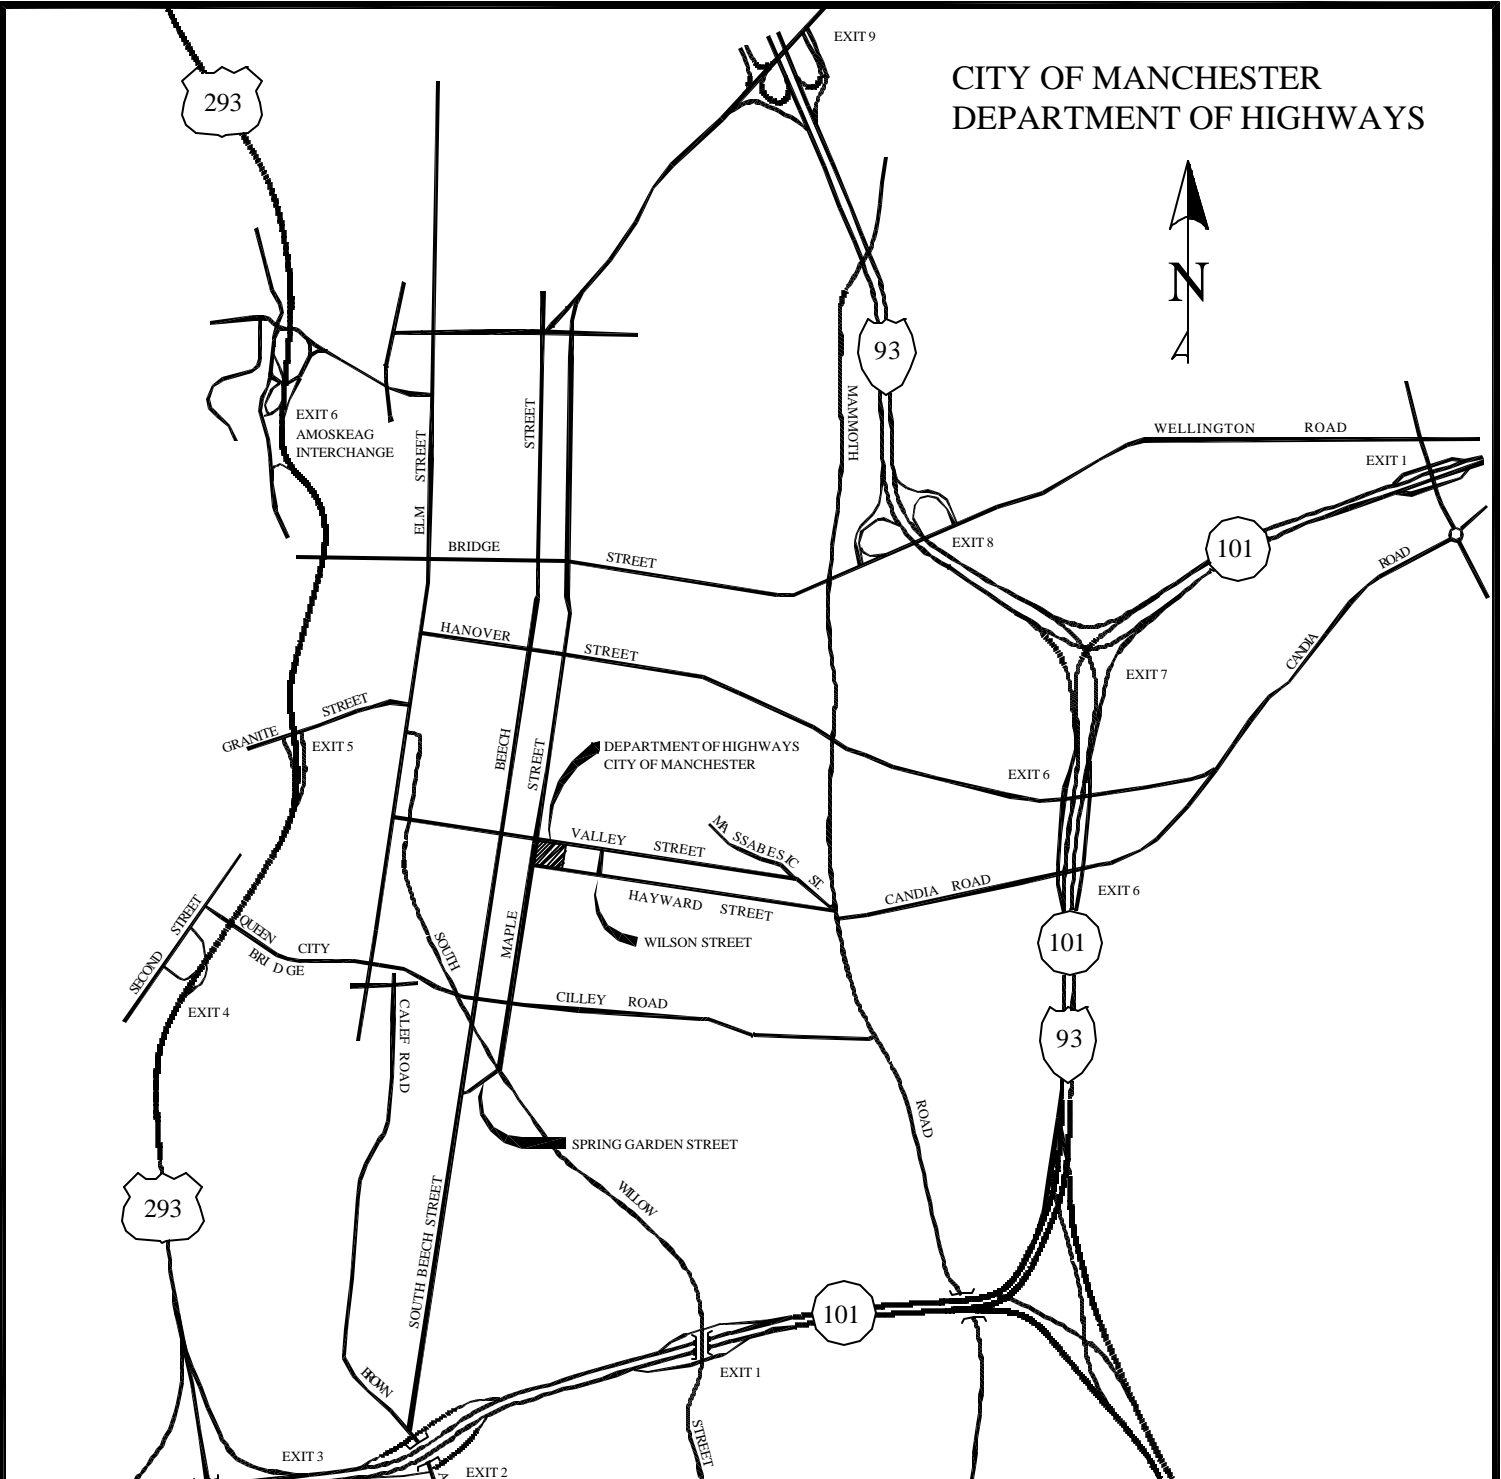 EXIT 9
CITY OF MANCHESTER
DEPARTMENT OF HIGHWAYS
293
N
93
MAMMOTH
EXIT 6
AMOSKEAG
INTERCHANGE
STREET
ELM STREET
WELLINGTON ROAD
EXIT 1
BRIDGE STREET
EXIT 8
101
ROAD
CANDIA
HANOVER STREET
EXIT 7
GRANITE STREET
EXIT 5
BEECH
STREET
DEPARTMENT OF HIGHWAYS
CITY OF MANCHESTER
EXIT 6
VALLEY STREET
MASSABESIC ST.
HAYWARD STREET
CANDIA ROAD
EXIT 6
SECOND STREET
QUEEN CITY
BRIDGE
SOUTH
MAPLE
WILSON STREET
101
EXIT 4
CALEF ROAD
CILLEY ROAD
93
ROAD
SPRING GARDEN STREET
293
WILLOW
SOUTH BEECH STREET
101
EXIT 1
BROWN
STREET
EXIT 3
EXIT 2
A